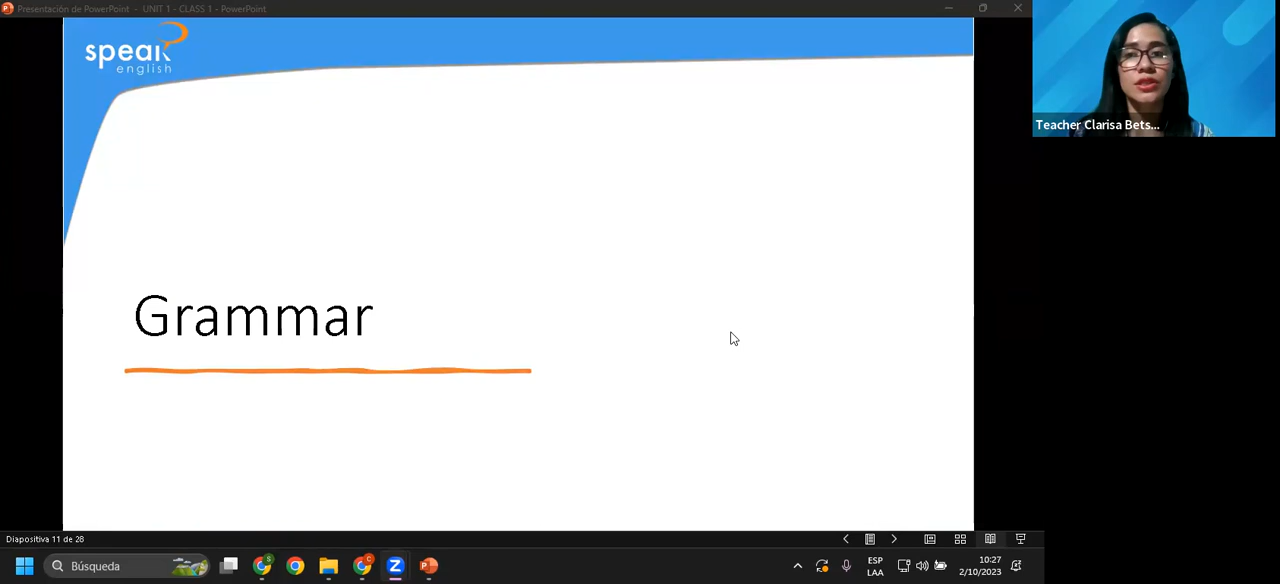 Presentación de PowerPoint - UNIT 1 - CLASS 1 - PowerPoint
speak
english
Teacher Clarisa Bets...
Grammar
Diapositiva 11 de 28
Búsqueda
ESP
LAA
10:27
2/10/2023